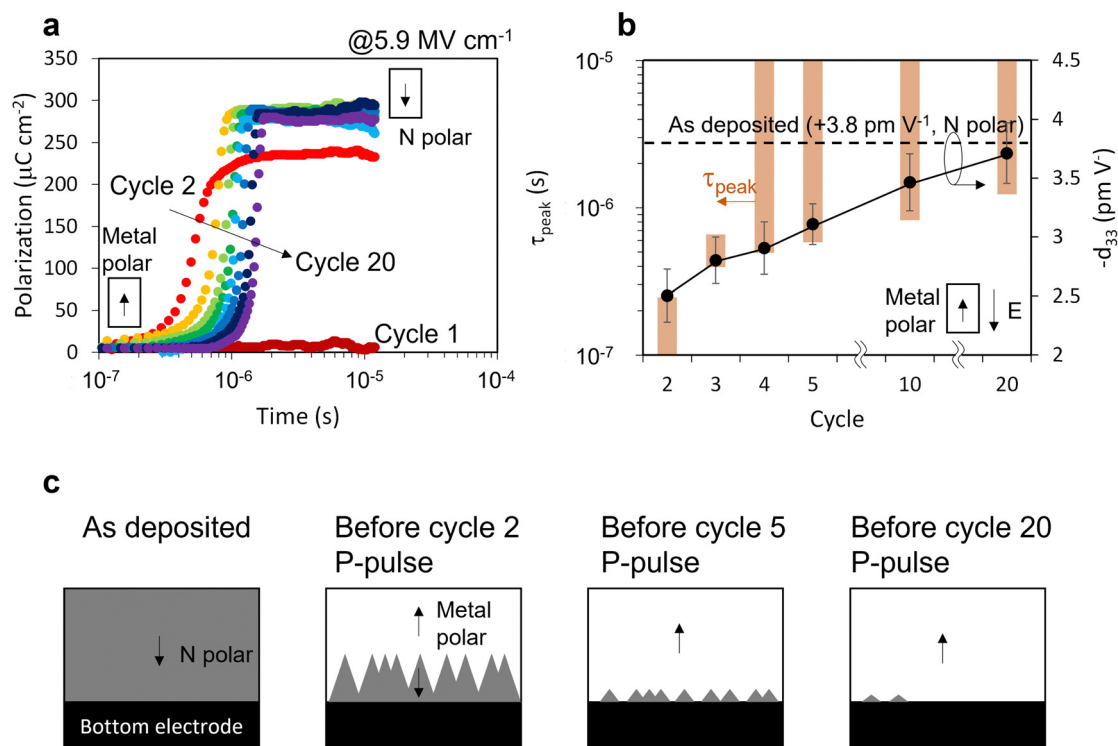 a
@5.9 MV cm⁻¹
350
300
250
200
150
100
50
0
Polarization (μC cm⁻²)
N polar
Cycle 2
Metal
polar
Cycle 20
Cycle 1
10⁻⁷
10⁻⁶
10⁻⁵
10⁻⁴
Time (s)
b
10⁻⁵
10⁻⁶
10⁻⁷
τpeak (s)
As deposited (+3.8 pm V⁻¹, N polar)
τpeak
Metal
polar
E
4.5
4
3.5
3
2.5
2
-d₃₃ (pm V⁻)
2
3
4
5
10
20
Cycle
c
As deposited
N polar
Bottom electrode
Before cycle 2
P-pulse
Metal
polar
Before cycle 5
P-pulse
Before cycle 20
P-pulse